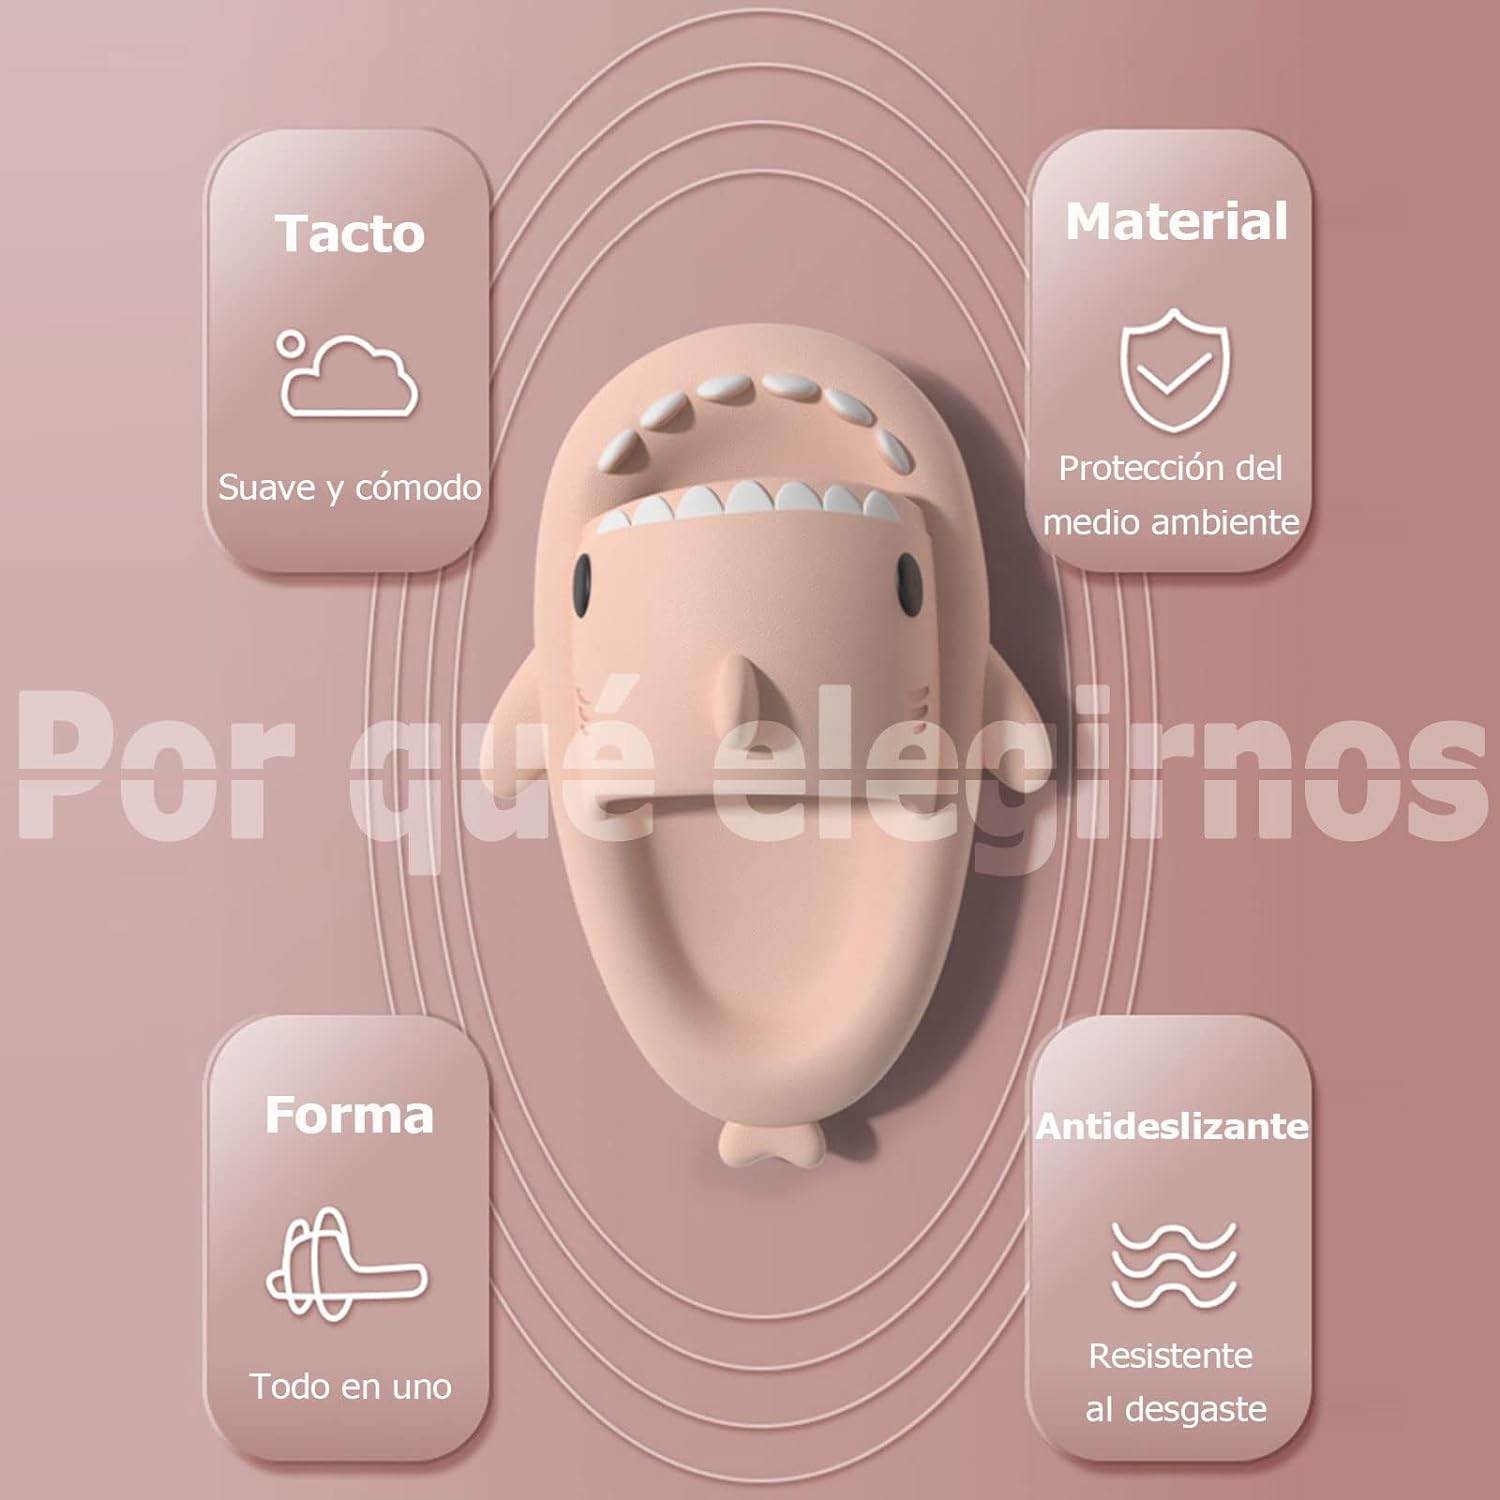 Tacto
Suave y cómodo
Material
Protección del
medio ambiente
Por qué elegirnos
Forma
Todo en uno
Antideslizante
Resistente
al desgaste